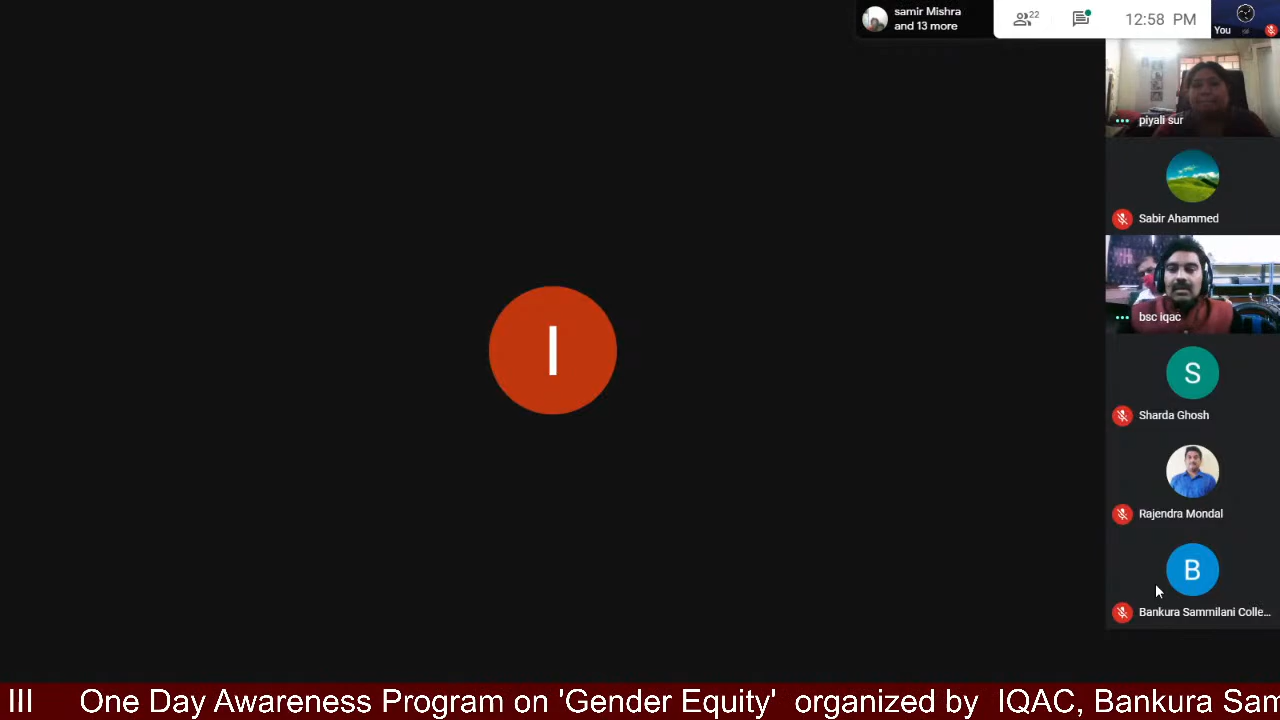 samir Mishra
and 13 more
22
12:58 PM
You
piyali sur
Sabir Ahammed
bsc iqac
I
S
Sharda Ghosh
Rajendra Mondal
B
Bankura Sammilani Colle...
III One Day Awareness Program on 'Gender Equity' organized by IQAC, Bankura Sam